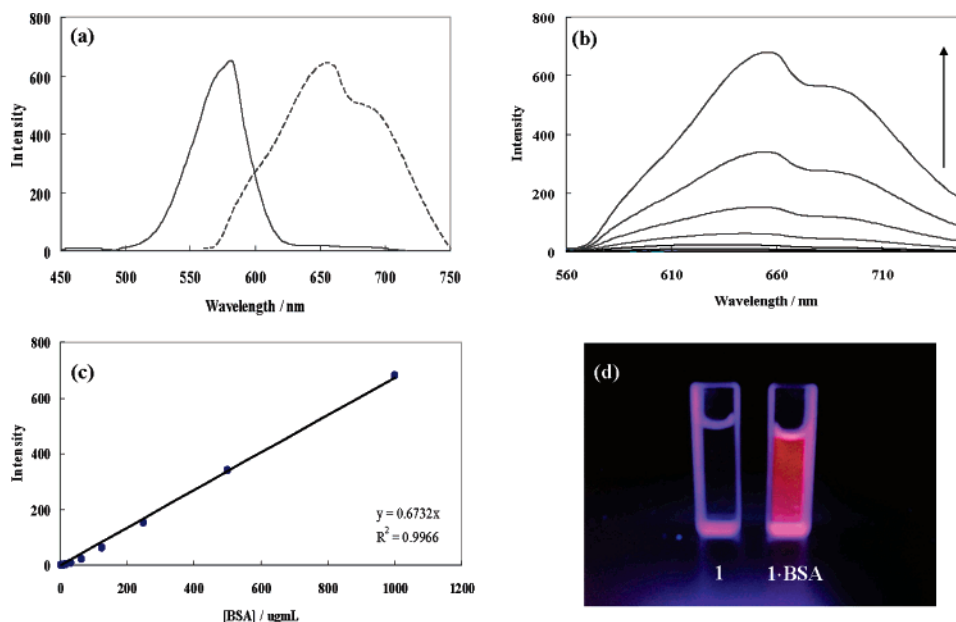 (a)
800
600
400
200
0
Intensity
450 500 550 600 650 700 750
Wavelength / nm
(b)
800
600
400
200
0
Intensity
560 610 660 710
Wavelength / nm
(c)
800
600
400
200
0
Intensity
y = 0.6732x
R² = 0.9966
0 200 400 600 800 1000 1200
[BSA] / ugmL
(d)
1 1·BSA